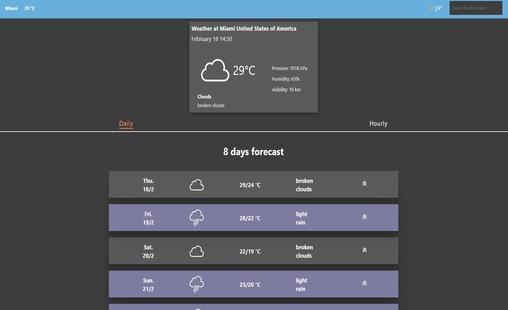 Miami 29 °C C° | F° Type a location name
Weather at Miami United States of America
February 18 14:50
29°C
Pressure: 1018 hPa
Humidity: 65%
visibility: 10 km
Clouds
broken clouds
Daily Hourly
8 days forecast
Thu. 18/2 29/24 °C broken clouds
Fri. 19/2 28/22 °C light rain
Sat. 20/2 22/19 °C broken clouds
Sun. 21/2 23/20 °C light rain